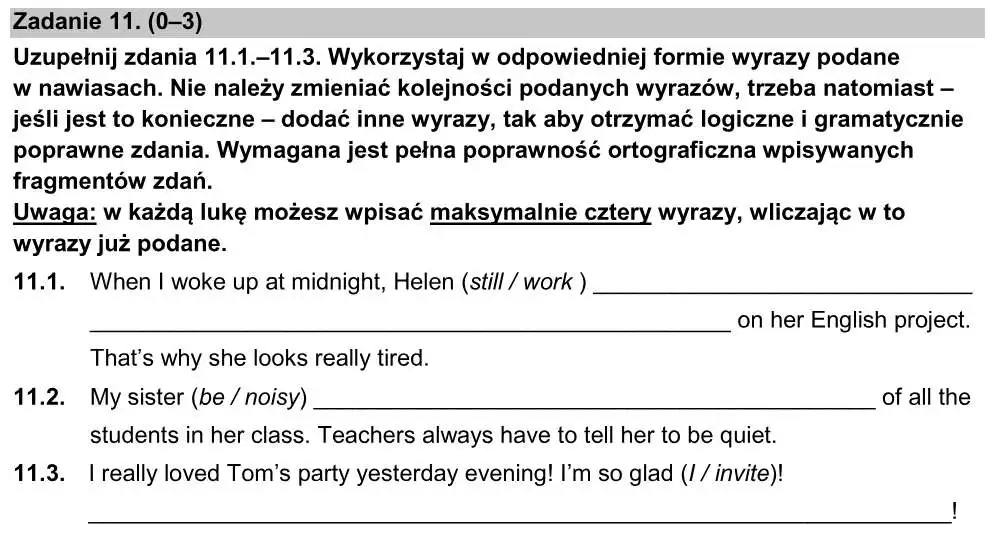 Zadanie 11. (0–3)
Uzupełnij zdania 11.1.–11.3. Wykorzystaj w odpowiedniej formie wyrazy podane
w nawiasach. Nie należy zmieniać kolejności podanych wyrazów, trzeba natomiast –
jeśli jest to konieczne – dodać inne wyrazy, tak aby otrzymać logiczne i gramatycznie
poprawne zdania. Wymagana jest pełna poprawność ortograficzna wpisywanych
fragmentów zdań.
Uwaga: w każdą lukę możesz wpisać maksymalnie cztery wyrazy, wliczając w to
wyrazy już podane.
11.1. When I woke up at midnight, Helen (still / work ) ____________________
____________________ on her English project.
That’s why she looks really tired.
11.2. My sister (be / noisy) ____________________ of all the
students in her class. Teachers always have to tell her to be quiet.
11.3. I really loved Tom’s party yesterday evening! I’m so glad (I / invite)!
____________________!